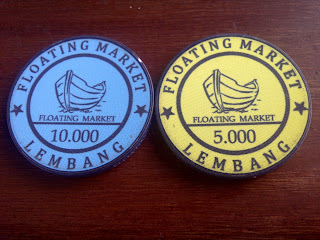 FLOATING MARKET
FLOATING MARKET
10.000
LEMBANG
FLOATING MARKET
FLOATING MARKET
5.000
LEMBANG